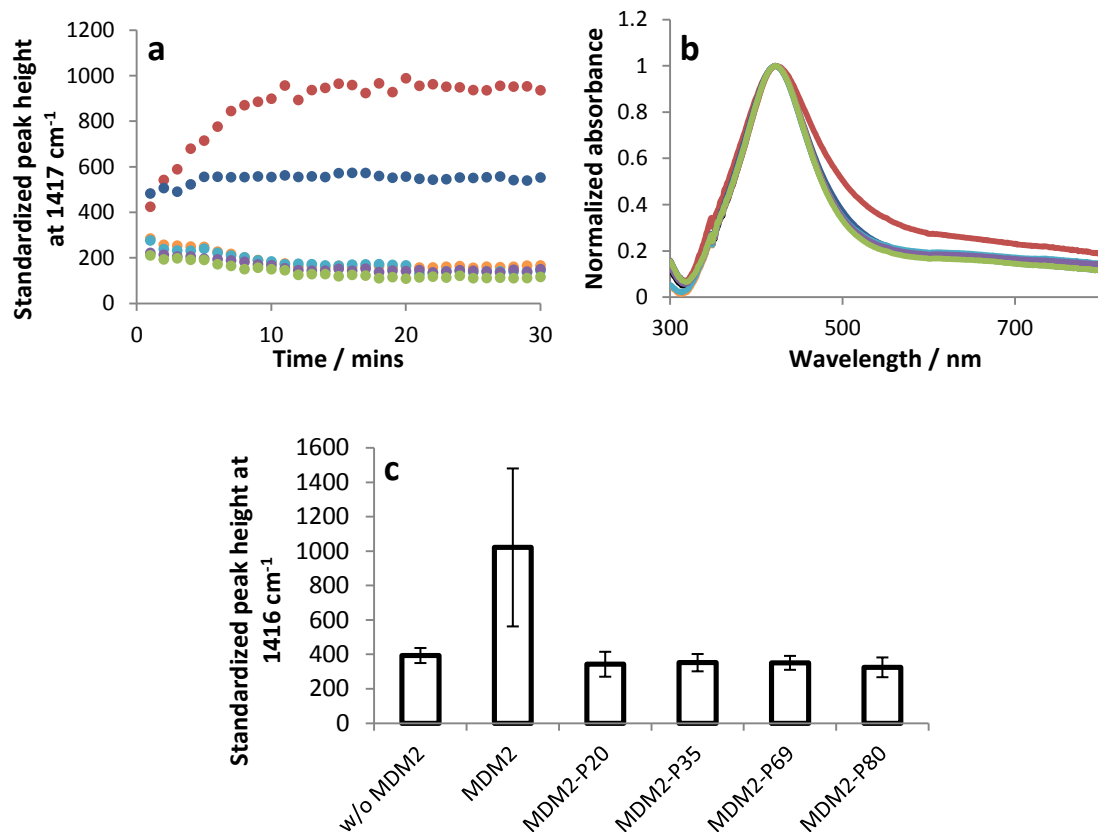 a
1200
1000
800
600
400
200
0
0
10
20
30
Time / mins
Standardized peak height
at 1417 cm⁻¹
b
1.2
1
0.8
0.6
0.4
0.2
0
300
500
700
Wavelength / nm
Normalized absorbance
c
1600
1400
1200
1000
800
600
400
200
0
Standardized peak height at
1416 cm⁻¹
w/o MDM2
MDM2
MDM2-P20
MDM2-P35
MDM2-P69
MDM2-P80